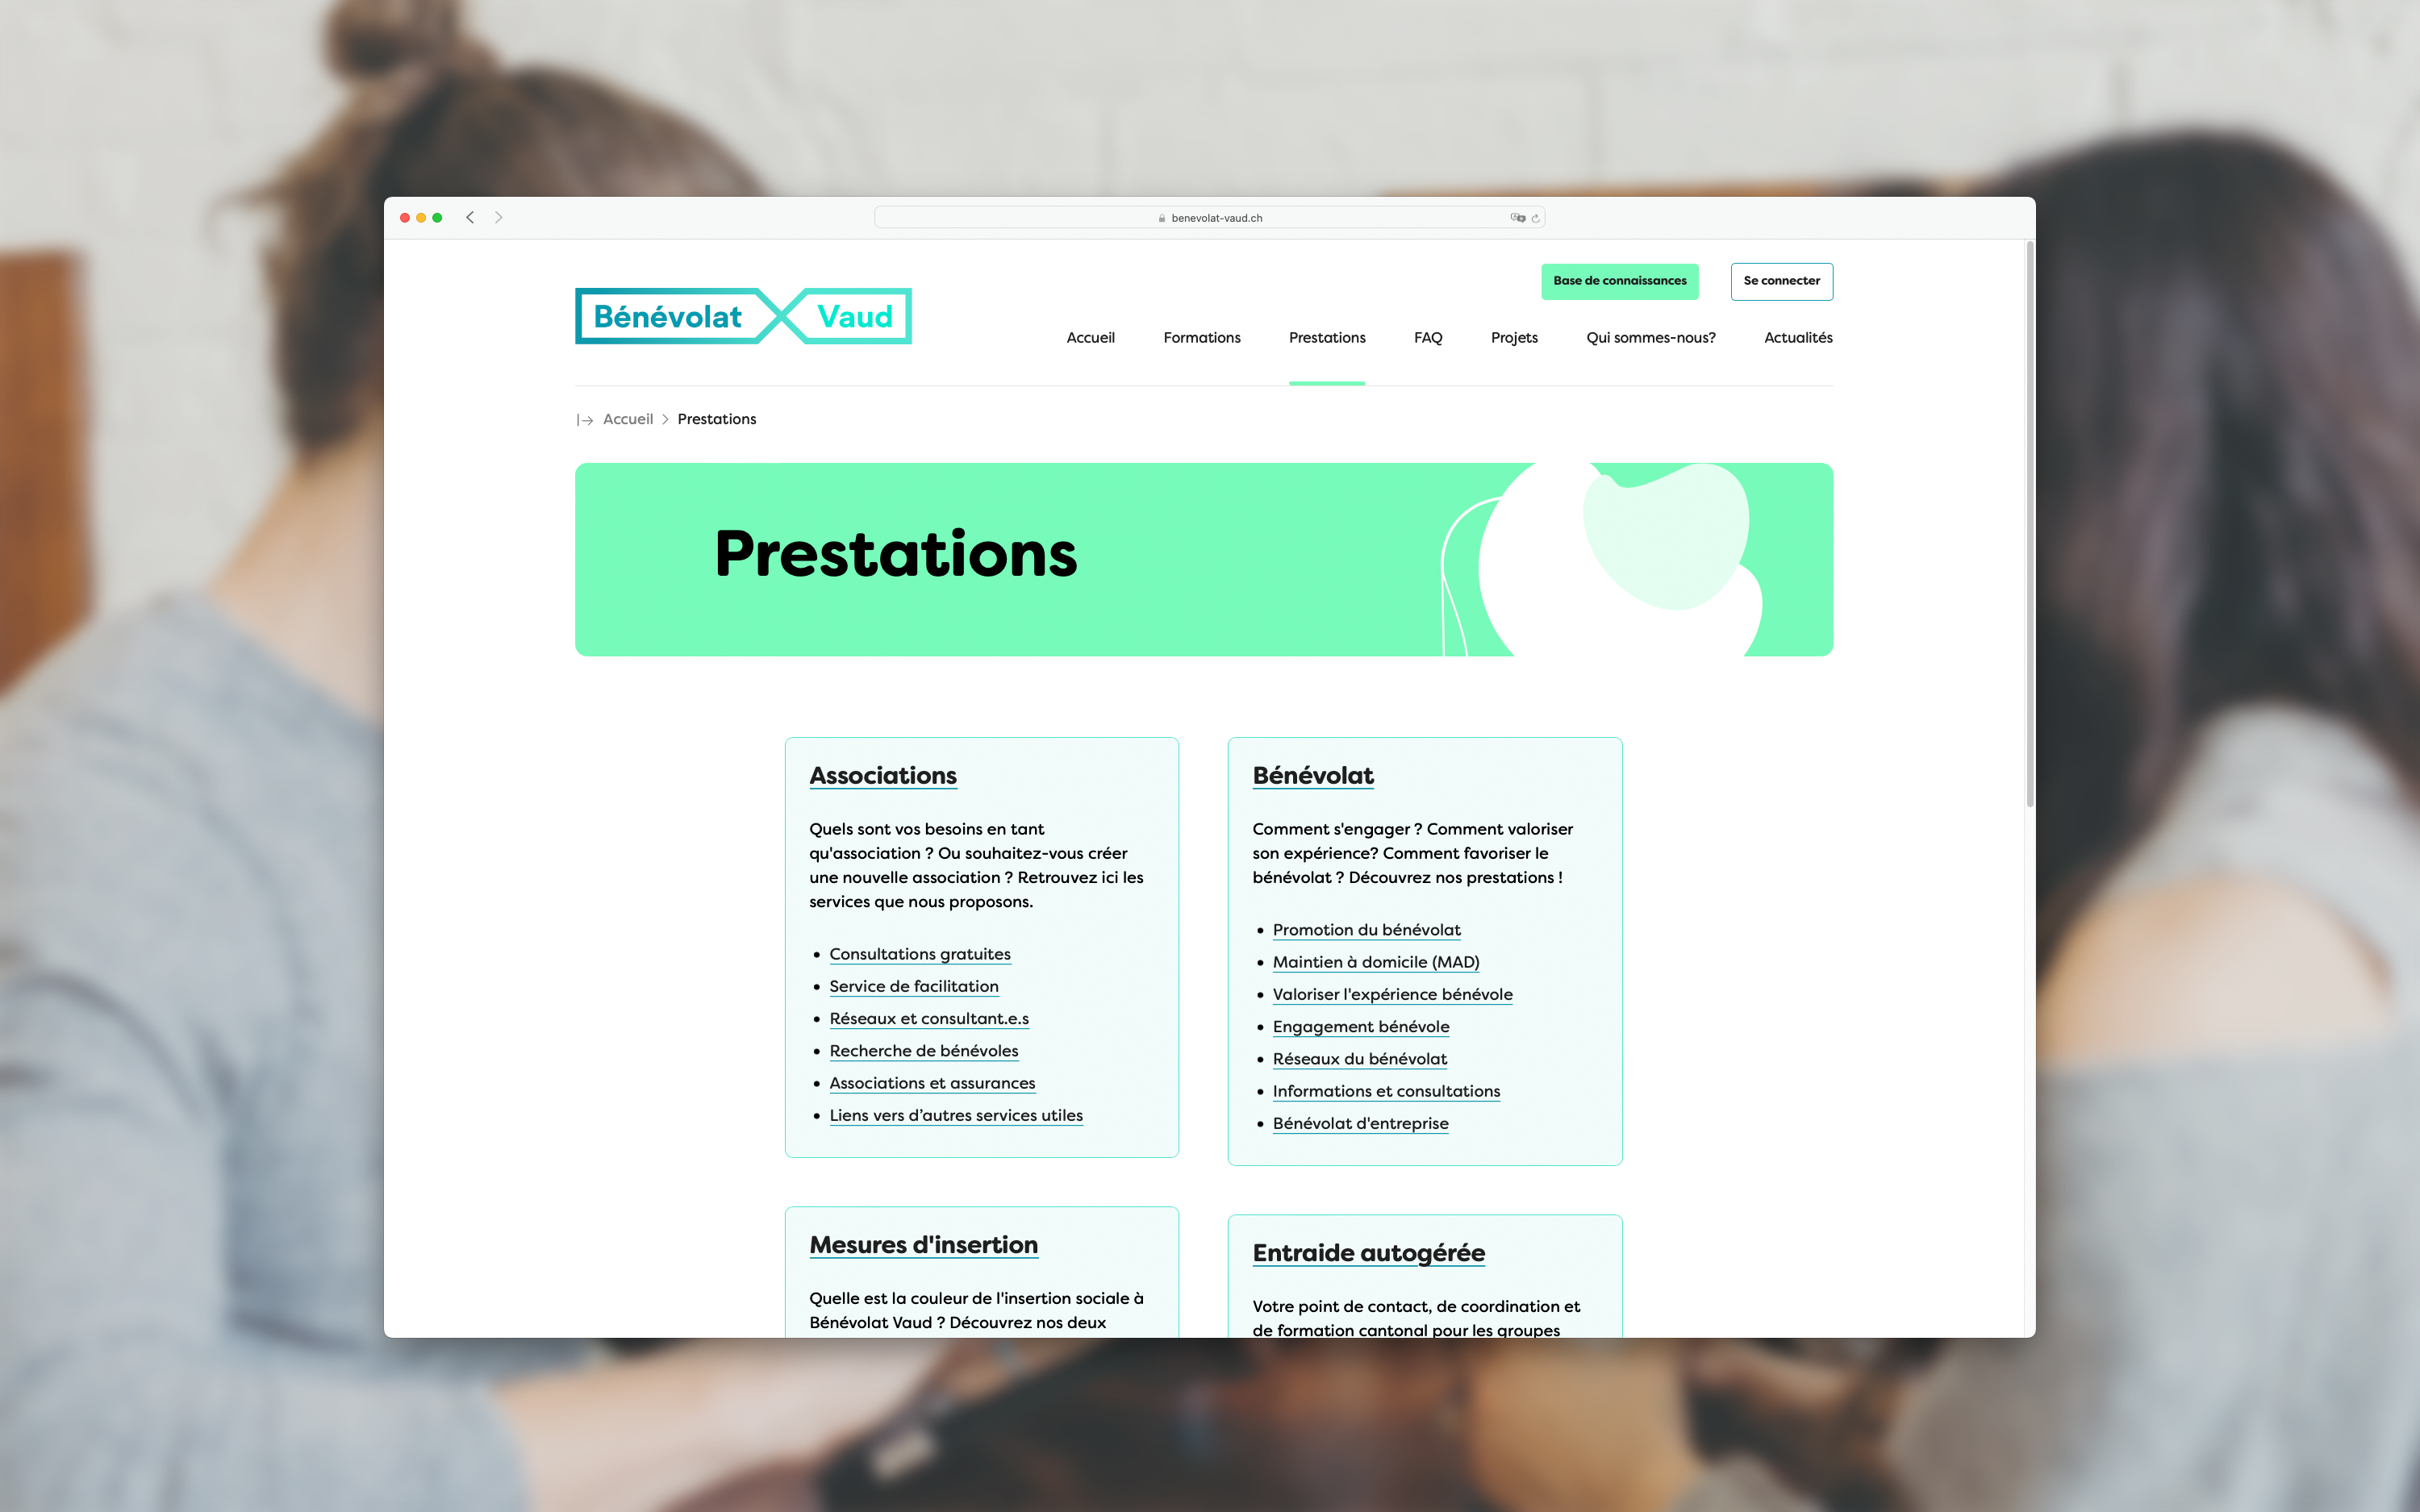 benevolat-vaud.ch
Base de connaissances
Se connecter
Bénévolat Vaud
Accueil Formations Prestations FAQ Projets Qui sommes-nous? Actualités
Accueil > Prestations
Prestations
Associations
Quels sont vos besoins en tant
qu'association ? Ou souhaitez-vous créer
une nouvelle association ? Retrouvez ici les
services que nous proposons.
• Consultations gratuites
• Service de facilitation
• Réseaux et consultant.e.s
• Recherche de bénévoles
• Associations et assurances
• Liens vers d’autres services utiles
Bénévolat
Comment s'engager ? Comment valoriser
son expérience? Comment favoriser le
bénévolat ? Découvrez nos prestations !
• Promotion du bénévolat
• Maintien à domicile (MAD)
• Valoriser l'expérience bénévole
• Engagement bénévole
• Réseaux du bénévolat
• Informations et consultations
• Bénévolat d'entreprise
Mesures d'insertion
Quelle est la couleur de l'insertion sociale à
Bénévolat Vaud ? Découvrez nos deux
Entraide autogérée
Votre point de contact, de coordination et
de formation cantonal pour les groupes